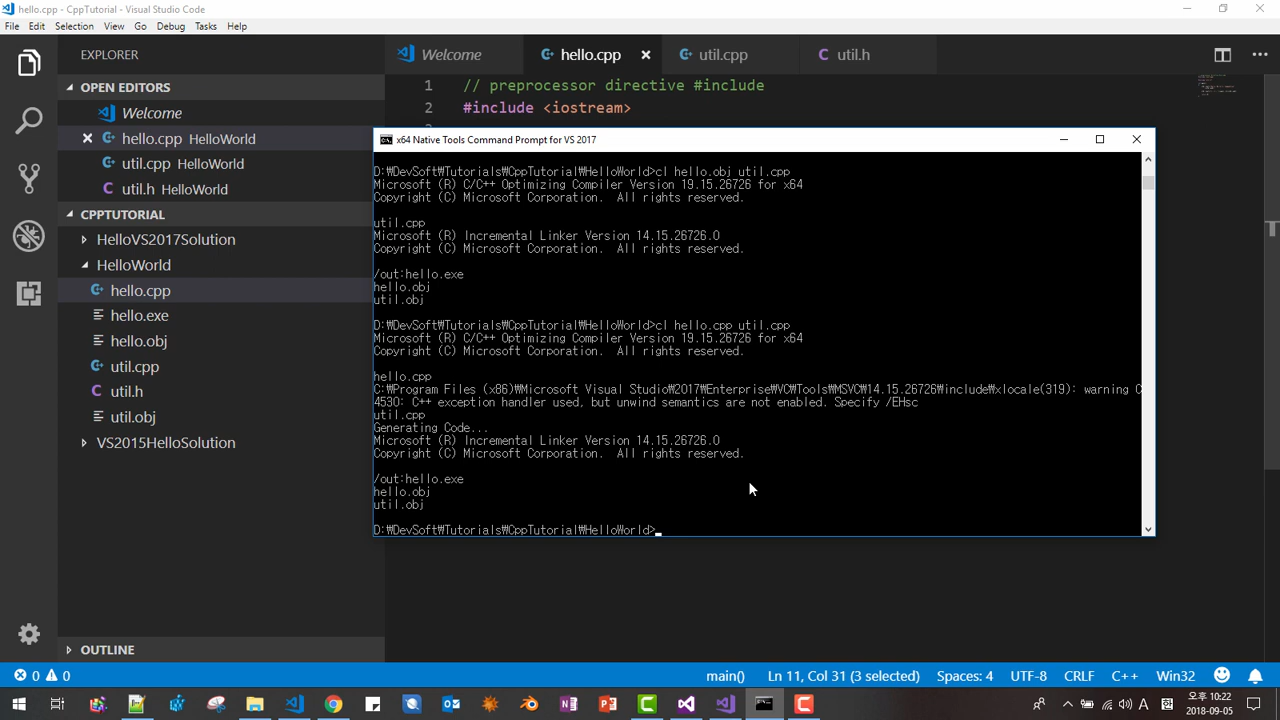 hello.cpp - CppTutorial - Visual Studio Code
File Edit Selection View Go Debug Tasks Help
EXPLORER
OPEN EDITORS
Welcome
hello.cpp HelloWorld
util.cpp HelloWorld
util.h HelloWorld
CPPTUTORIAL
HelloVS2017Solution
HelloWorld
hello.cpp
hello.exe
hello.obj
util.cpp
util.h
util.obj
VS2015HelloSolution
OUTLINE
Welcome hello.cpp util.cpp util.h
1 // preprocessor directive #include
2 #include <iostream>
x64 Native Tools Command Prompt for VS 2017
D:₩DevSoft₩Tutorials₩CppTutorial₩HelloWorld>cl hello.obj util.cpp
Microsoft (R) C/C++ Optimizing Compiler Version 19.15.26726 for x64
Copyright (C) Microsoft Corporation.  All rights reserved.
util.cpp
Microsoft (R) Incremental Linker Version 14.15.26726.0
Copyright (C) Microsoft Corporation.  All rights reserved.
/out:hello.exe
hello.obj
util.obj
D:₩DevSoft₩Tutorials₩CppTutorial₩HelloWorld>cl hello.cpp util.cpp
Microsoft (R) C/C++ Optimizing Compiler Version 19.15.26726 for x64
Copyright (C) Microsoft Corporation.  All rights reserved.
hello.cpp
C:₩Program Files (x86)₩Microsoft Visual Studio₩2017₩Enterprise₩VC₩Tools₩MSVC₩14.15.26726₩include₩xlocale(319): warning C
4530: C++ exception handler used, but unwind semantics are not enabled. Specify /EHsc
util.cpp
Generating Code...
Microsoft (R) Incremental Linker Version 14.15.26726.0
Copyright (C) Microsoft Corporation.  All rights reserved.
/out:hello.exe
hello.obj
util.obj
D:₩DevSoft₩Tutorials₩CppTutorial₩HelloWorld>
0 0 main() Ln 11, Col 31 (3 selected) Spaces: 4 UTF-8 CRLF C++ Win32
A 오후 10:22
2018-09-05